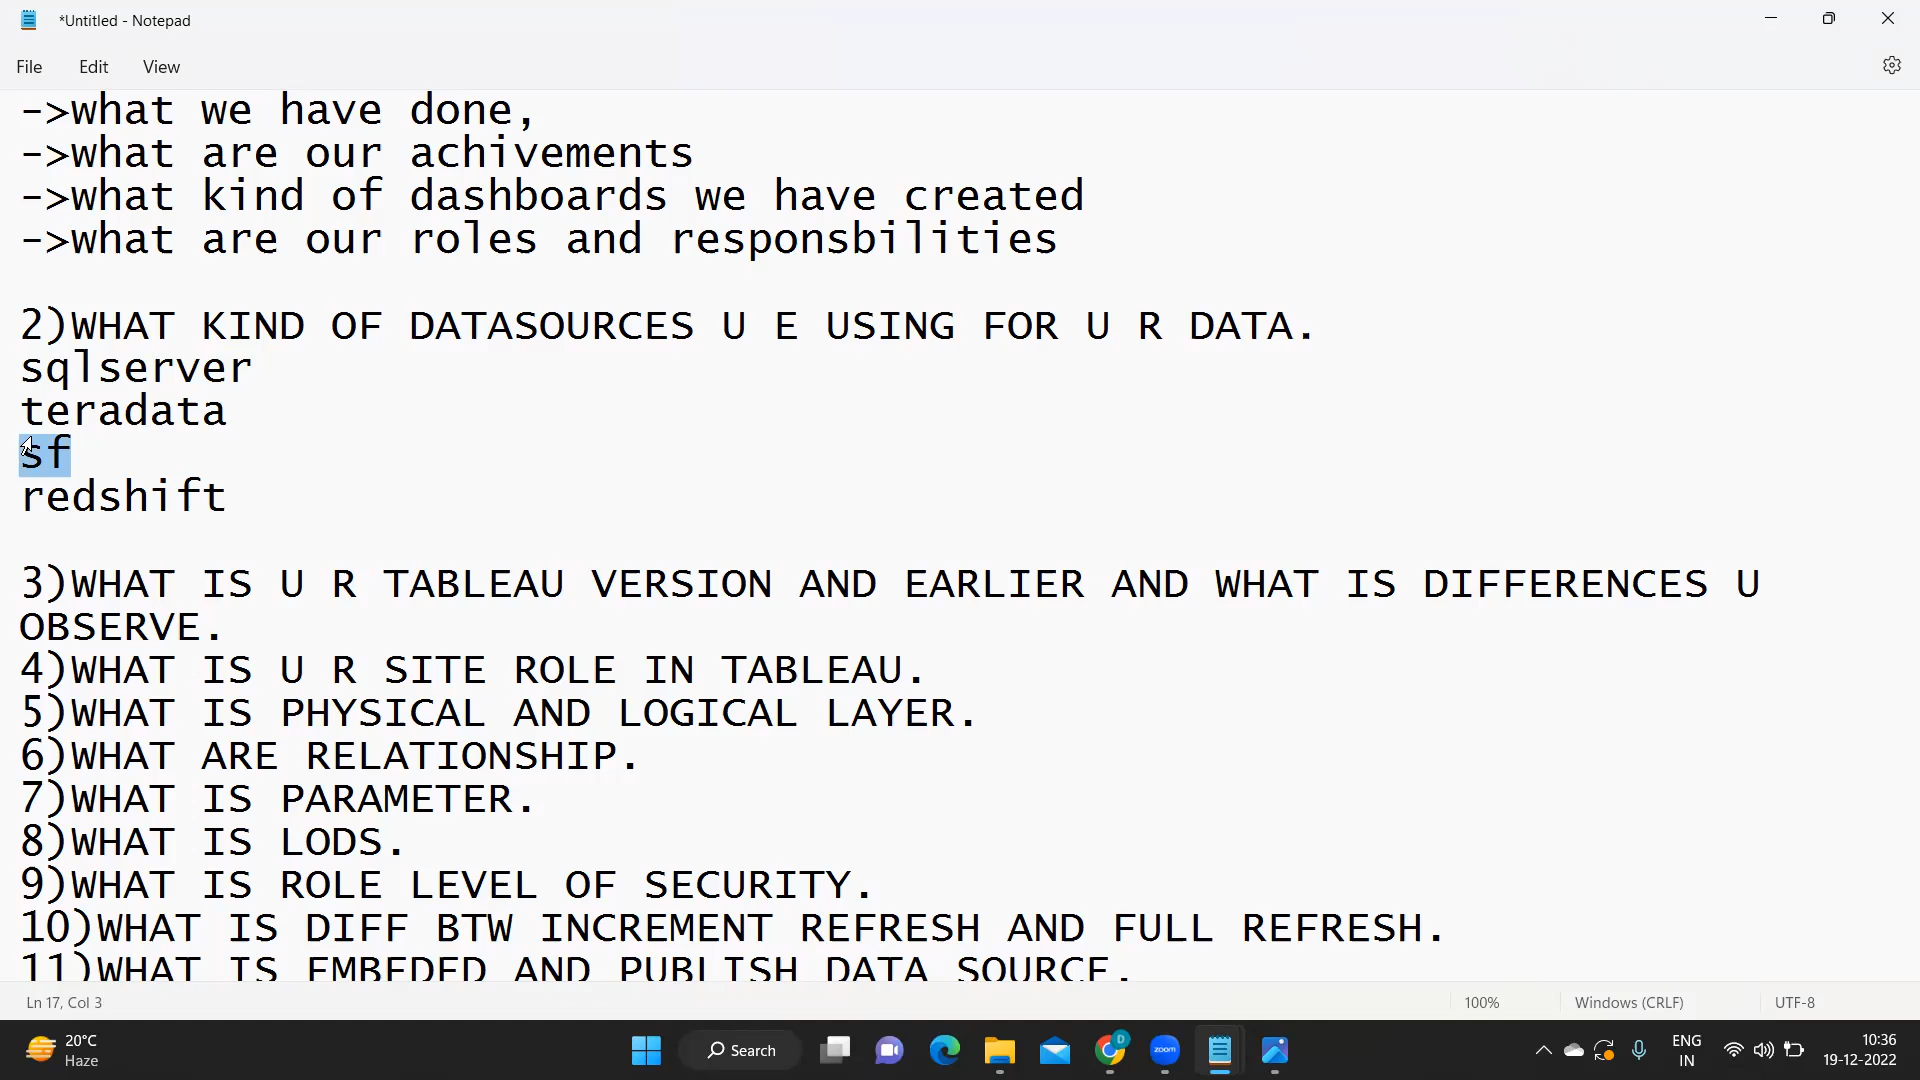 *Untitled - Notepad
File Edit View
->what we have done,
->what are our achivements
->what kind of dashboards we have created
->what are our roles and responsbilities
2)WHAT KIND OF DATASOURCES U E USING FOR U R DATA.
sqlserver
teradata
sf
redshift
3)WHAT IS U R TABLEAU VERSION AND EARLIER AND WHAT IS DIFFERENCES U
OBSERVE.
4)WHAT IS U R SITE ROLE IN TABLEAU.
5)WHAT IS PHYSICAL AND LOGICAL LAYER.
6)WHAT ARE RELATIONSHIP.
7)WHAT IS PARAMETER.
8)WHAT IS LODS.
9)WHAT IS ROLE LEVEL OF SECURITY.
10)WHAT IS DIFF BTW INCREMENT REFRESH AND FULL REFRESH.
11)WHAT IS EMBEDED AND PUBLISH DATA SOURCE.
Ln 17, Col 3 100% Windows (CRLF) UTF-8
20°C
Haze
Search
D
zoom
ENG
IN
10:36
19-12-2022